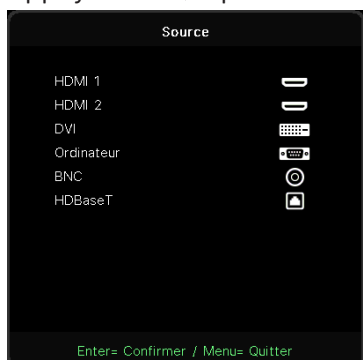 Source
HDMI 1
HDMI 2
DVI
Ordinateur
BNC
HDBaseT
Enter= Confirmer / Menu= Quitter